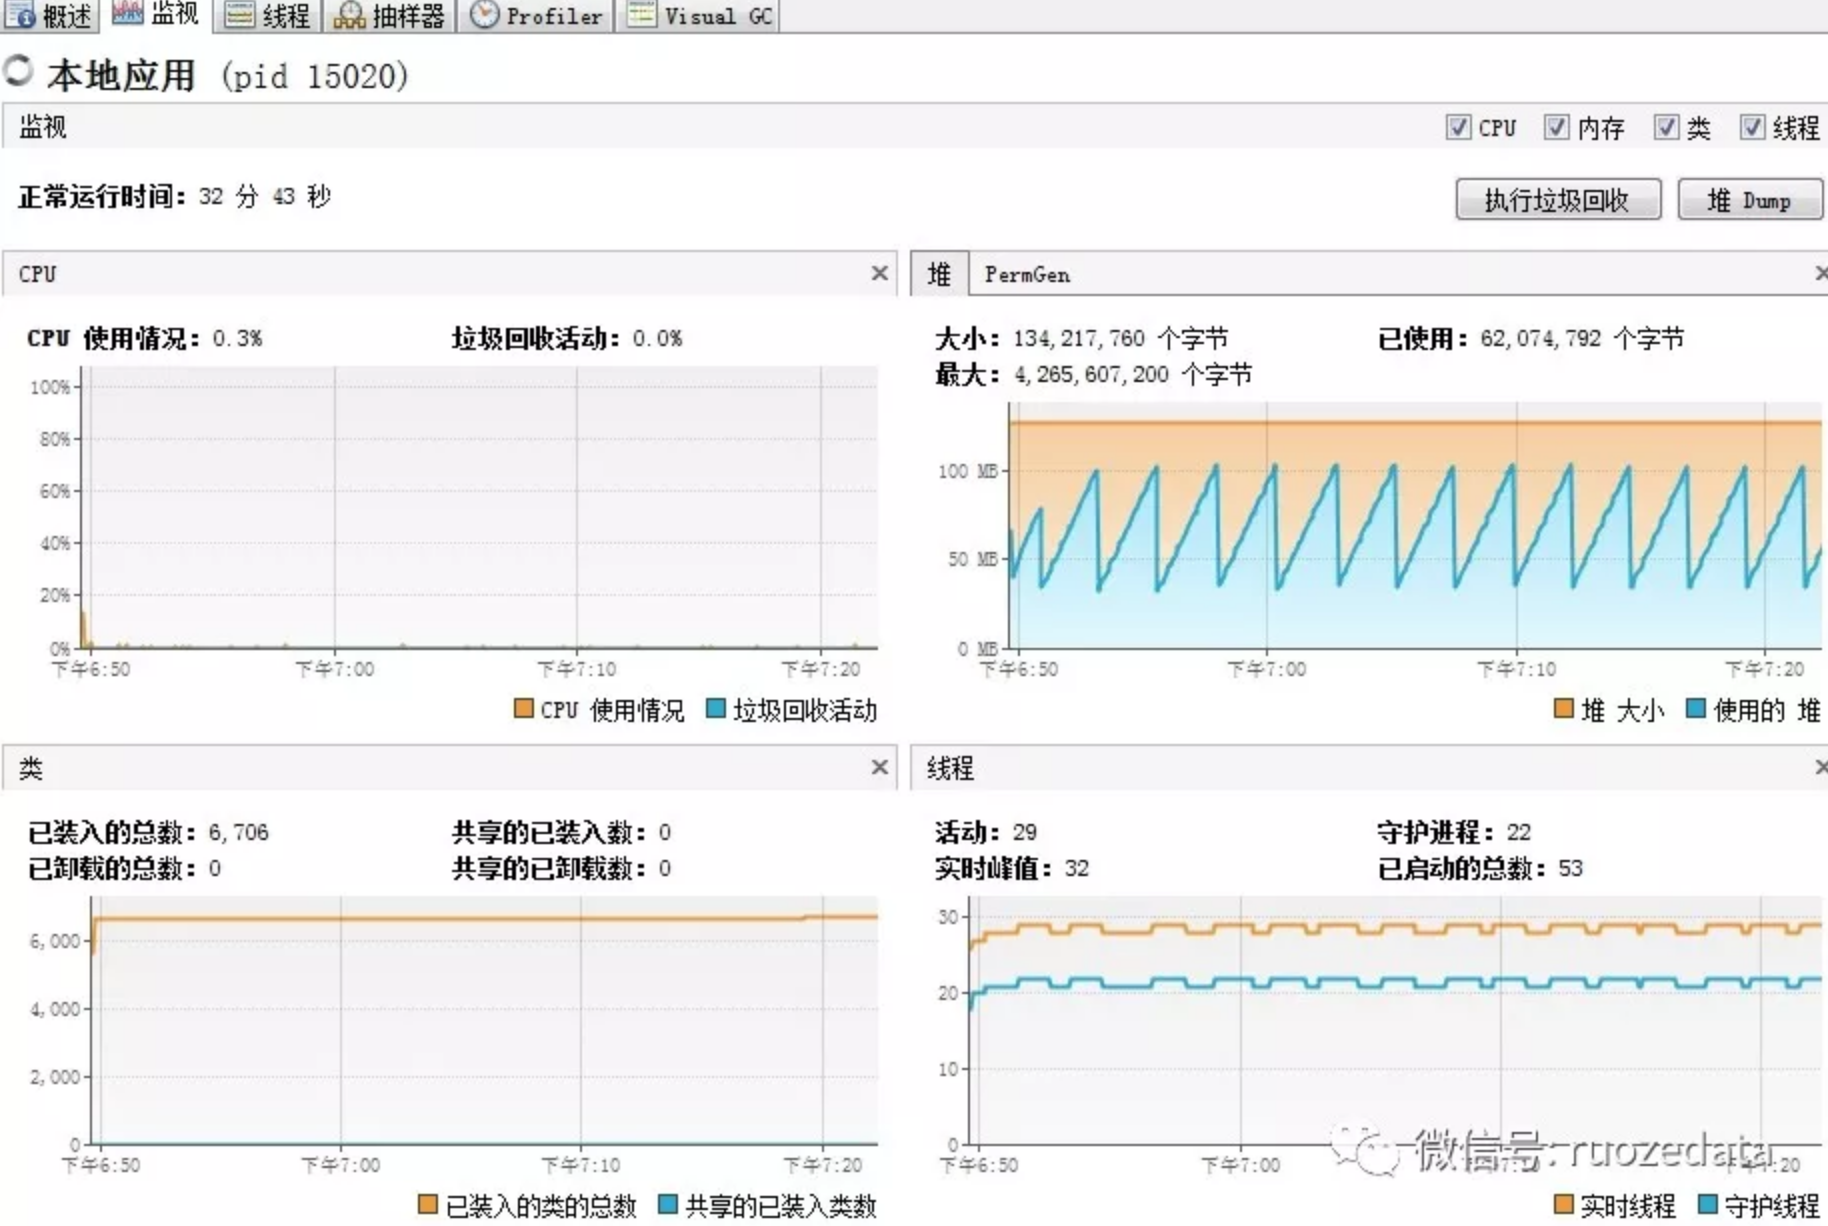 概述 监视 线程 抽样器 Profiler Visual GC
本地应用 (pid 15020)
监视 CPU 内存 类 线程
正常运行时间: 32 分 43 秒 执行垃圾回收 堆 Dump
CPU
CPU 使用情况: 0.3% 垃圾回收活动: 0.0%
100%
80%
60%
40%
20%
0%
下午6:50 下午7:00 下午7:10 下午7:20
CPU 使用情况 垃圾回收活动
堆 PermGen
大小: 134,217,760 个字节 已使用: 62,074,792 个字节
最大: 4,265,607,200 个字节
100 MB
50 MB
0 MB
下午6:50 下午7:00 下午7:10 下午7:20
堆 大小 使用的 堆
类
已装入的总数: 6,706 共享的已装入数: 0
已卸载的总数: 0 共享的已卸载数: 0
6,000
4,000
2,000
0
下午6:50 下午7:00 下午7:10 下午7:20
已装入的类的总数 共享的已装入类数
线程
活动: 29 守护进程: 22
实时峰值: 32 已启动的总数: 53
30
20
10
0
下午6:50 下午7:00 下午7:10 下午7:20
实时线程 守护线程
微信号: ruozedata